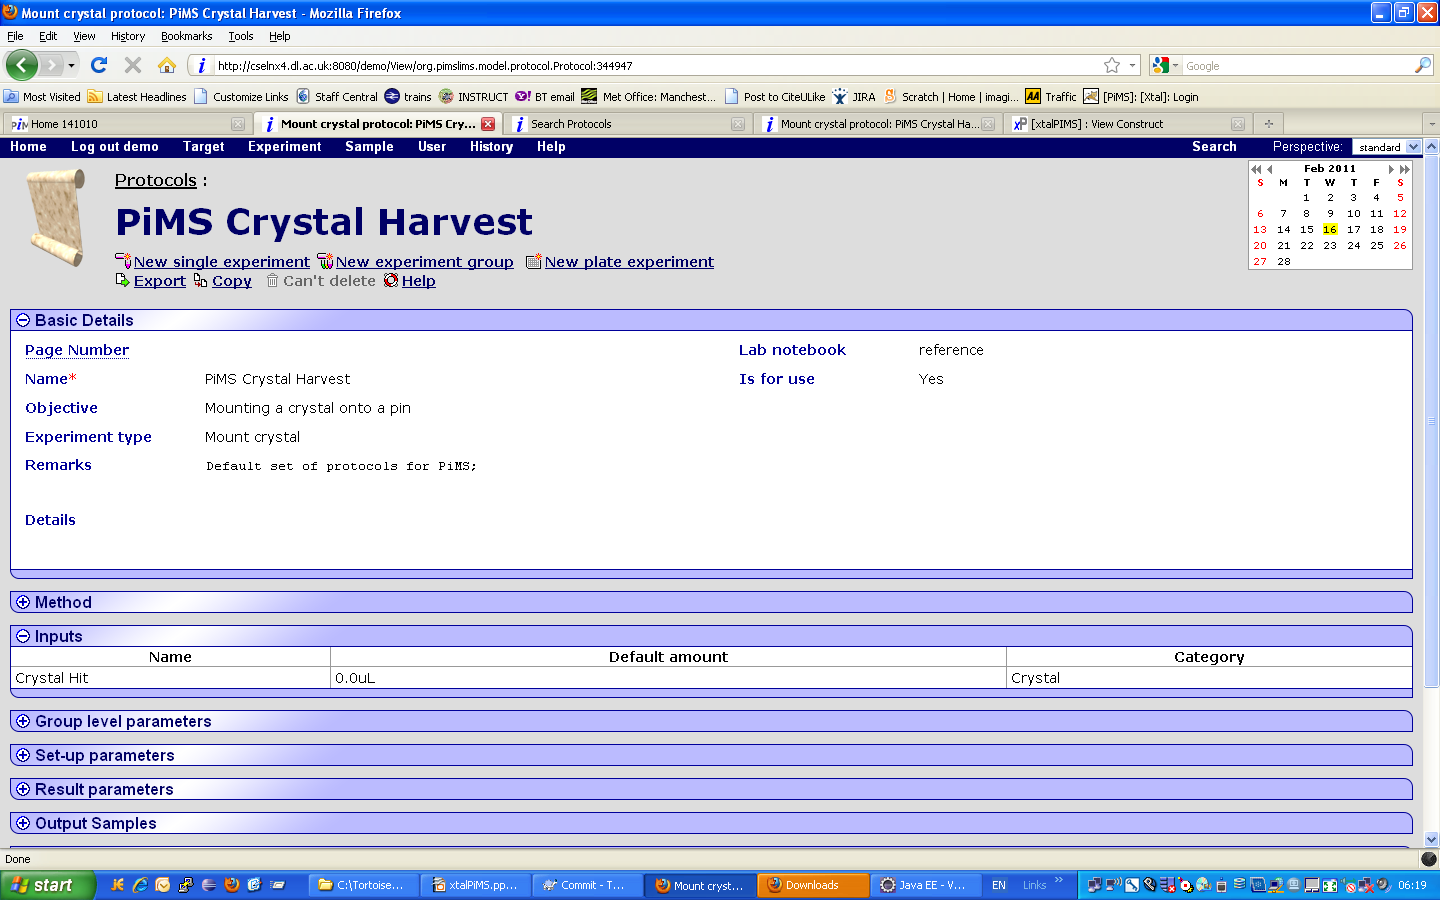 Mount crystal protocol: PiMS Crystal Harvest - Mozilla Firefox
File Edit View History Bookmarks Tools Help
http://cselnx4.dl.ac.uk:8080/demo/View/org.pimslims.model.protocol.Protocol:344947
Google
Most Visited Latest Headlines Customize Links Staff Central trains INSTRUCT BT email Met Office: Manchest... Post to CiteULike JIRA Scratch | Home | imagi... AA Traffic [PiMS]: [Xtal]: Login
Home 141010 Mount crystal protocol: PiMS Cry... Search Protocols Mount crystal protocol: PiMS Crystal Ha... [xtalPIMS] : View Construct
Home Log out demo Target Experiment Sample User History Help Search Perspective: standard
Protocols :
PiMS Crystal Harvest
New single experiment New experiment group New plate experiment
Export Copy Can't delete Help
Feb 2011
S M T W T F S
1 2 3 4 5
6 7 8 9 10 11 12
13 14 15 16 17 18 19
20 21 22 23 24 25 26
27 28
Basic Details
Page Number Lab notebook reference
Name* PiMS Crystal Harvest Is for use Yes
Objective Mounting a crystal onto a pin
Experiment type Mount crystal
Remarks Default set of protocols for PiMS;
Details
Method
Inputs
Name Default amount Category
Crystal Hit 0.0uL Crystal
Group level parameters
Set-up parameters
Result parameters
Output Samples
Done
start C:\Tortoise... xtalPiMS.pp... Commit - T... Mount cryst... Downloads Java EE - V... EN Links 06:19